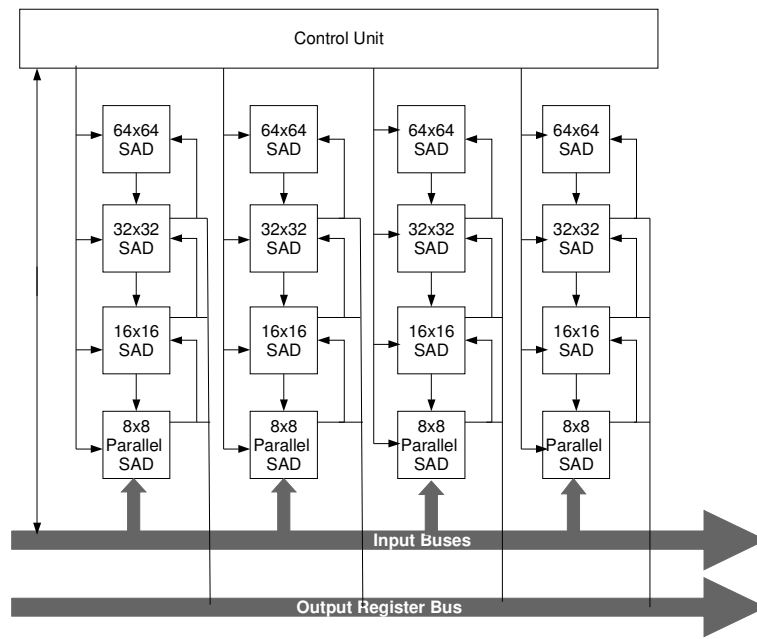 Control Unit
64x64
SAD
64x64
SAD
64x64
SAD
64x64
SAD
32x32
SAD
32x32
SAD
32x32
SAD
32x32
SAD
16x16
SAD
16x16
SAD
16x16
SAD
16x16
SAD
8x8
Parallel
SAD
8x8
Parallel
SAD
8x8
Parallel
SAD
8x8
Parallel
SAD
Input Buses
Output Register Bus